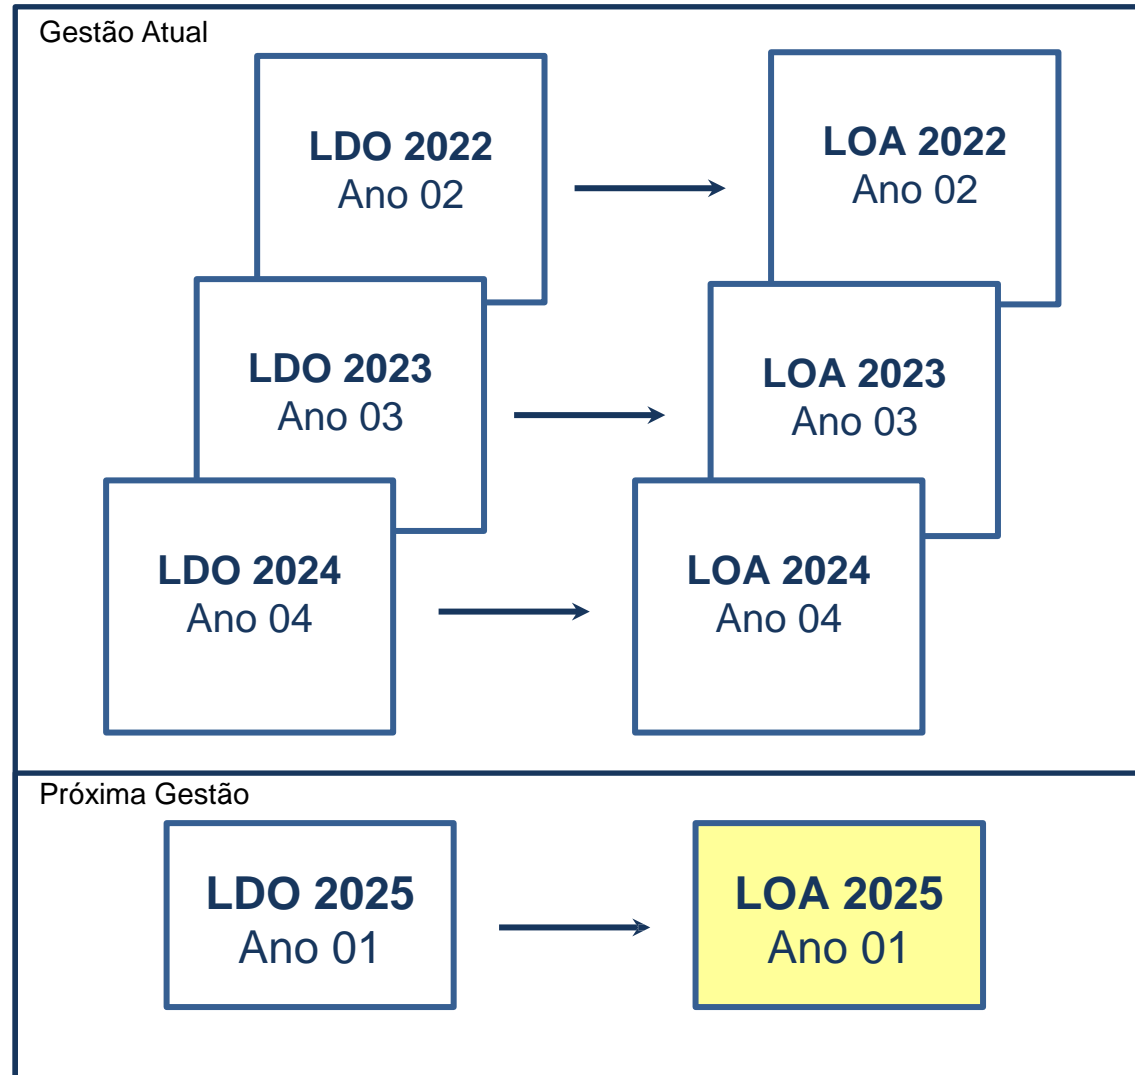 Gestão Atual
LDO 2022
Ano 02
LOA 2022
Ano 02
LDO 2023
Ano 03
LOA 2023
Ano 03
LDO 2024
Ano 04
LOA 2024
Ano 04
Próxima Gestão
LDO 2025
Ano 01
LOA 2025
Ano 01